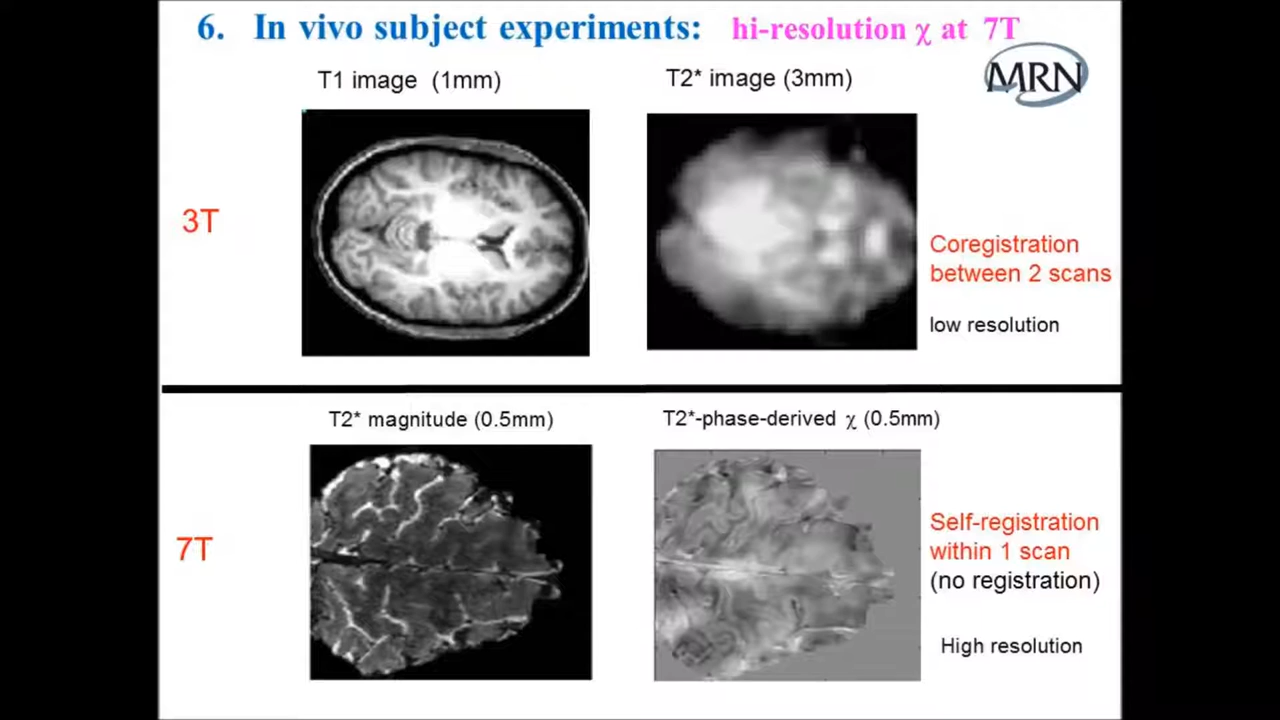 6. In vivo subject experiments: hi-resolution χ at 7T
MRN
T1 image (1mm)
T2* image (3mm)
3T
Coregistration
between 2 scans
low resolution
T2* magnitude (0.5mm)
T2*-phase-derived χ (0.5mm)
7T
Self-registration
within 1 scan
(no registration)
High resolution